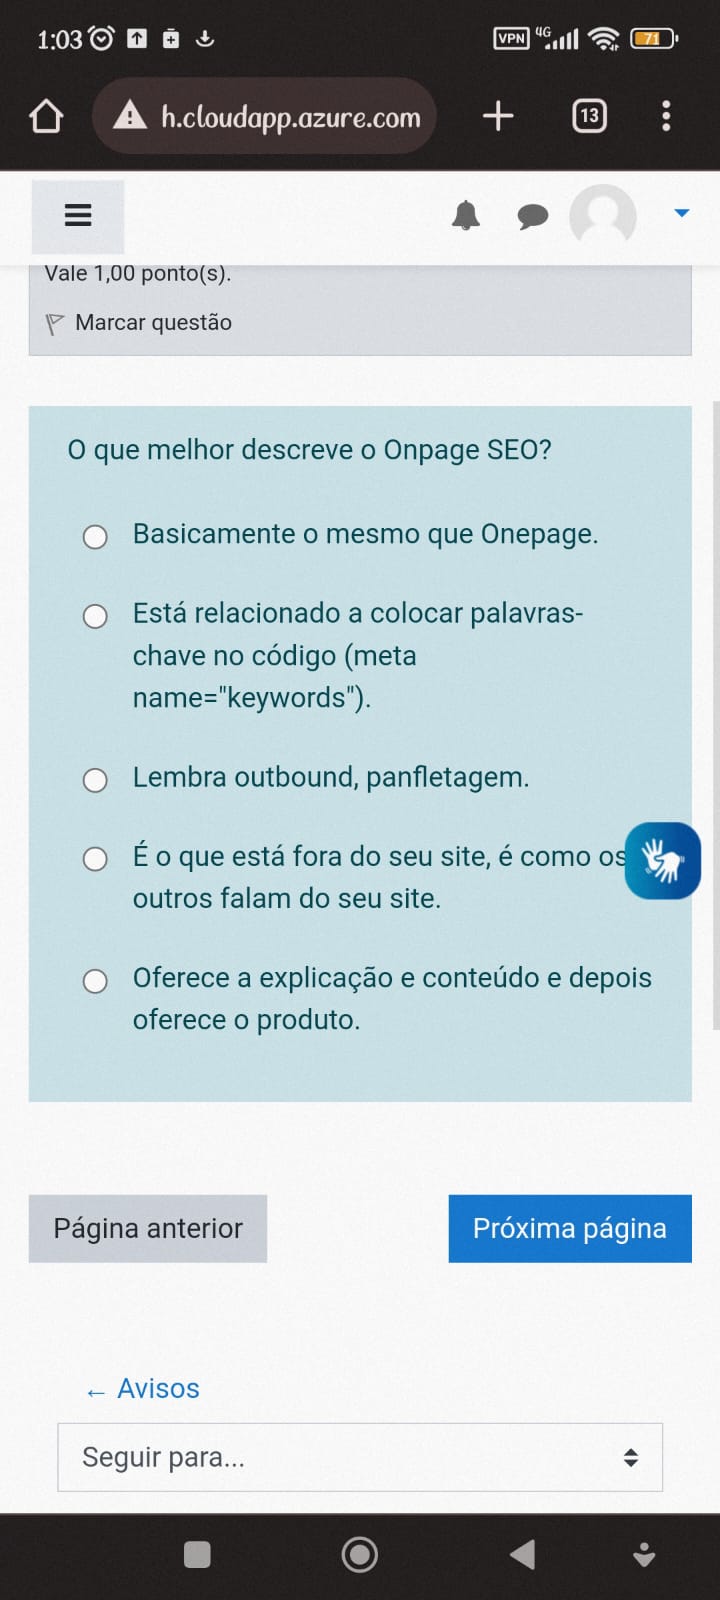 1:03
VPN 4G 71
h.cloudapp.azure.com
13
Vale 1,00 ponto(s).
Marcar questão
O que melhor descreve o Onpage SEO?
Basicamente o mesmo que Onepage.
Está relacionado a colocar palavras-
chave no código (meta
name="keywords").
Lembra outbound, panfletagem.
É o que está fora do seu site, é como os
outros falam do seu site.
Oferece a explicação e conteúdo e depois
oferece o produto.
Página anterior
Próxima página
← Avisos
Seguir para...